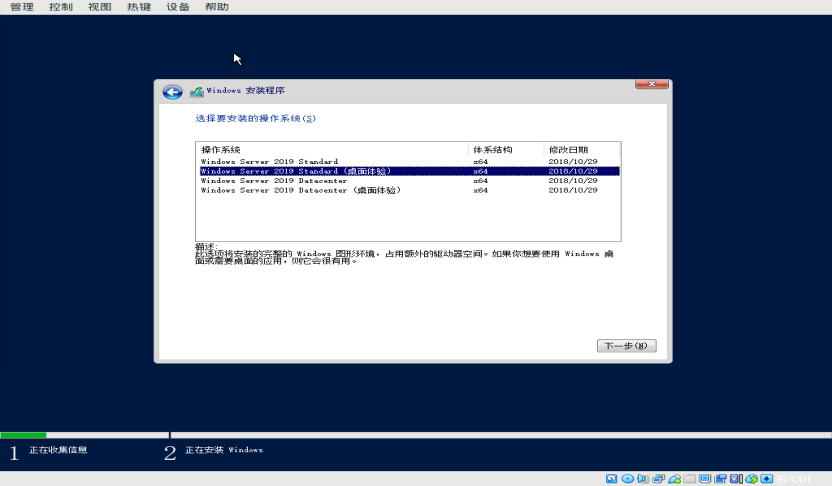 管理 控制 视图 热键 设备 帮助
Windows 安装程序
选择要安装的操作系统(S)
操作系统 体系结构 修改日期
Windows Server 2019 Standard x64 2018/10/29
Windows Server 2019 Standard (桌面体验) x64 2018/10/29
Windows Server 2019 Datacenter x64 2018/10/29
Windows Server 2019 Datacenter (桌面体验) x64 2018/10/29
描述:
此选项将安装的完整的 Windows 图形环境，占用额外的驱动器空间。如果你想要使用 Windows 桌
面或需要桌面的应用，则它会很有用。
下一步(N)
1 正在收集信息 2 正在安装 Windows
右 Ctrl